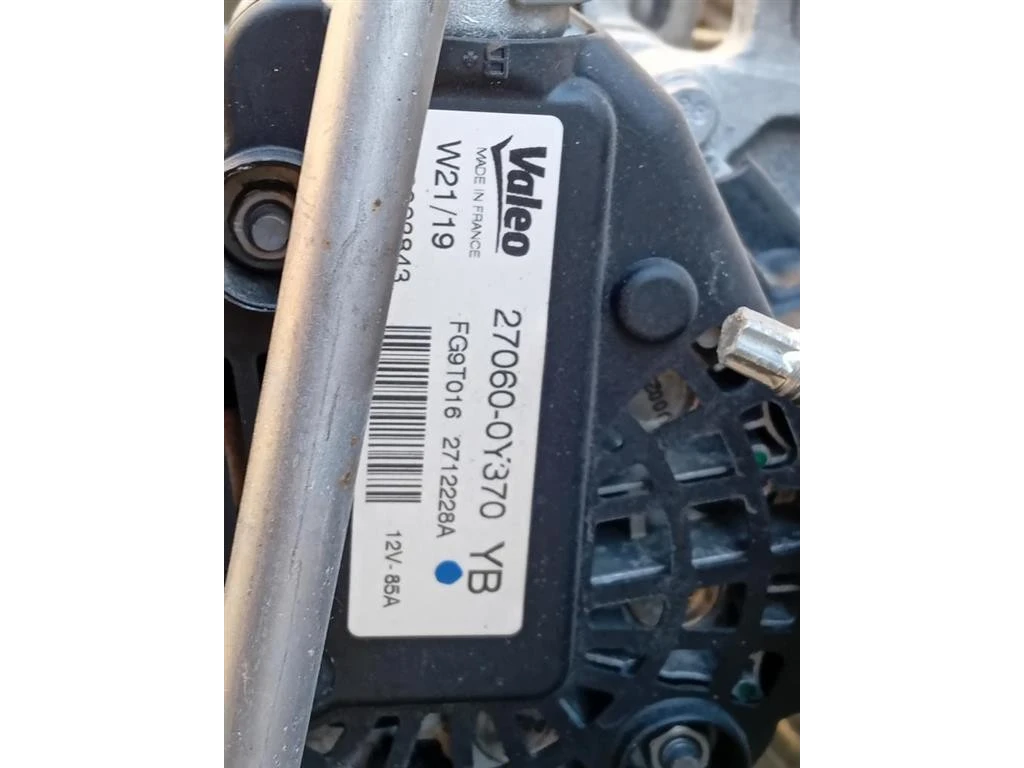 Valeo
MADE IN FRANCE
W21/19
27060-0Y370 YB
FG9T016 2712228A
12V-85A